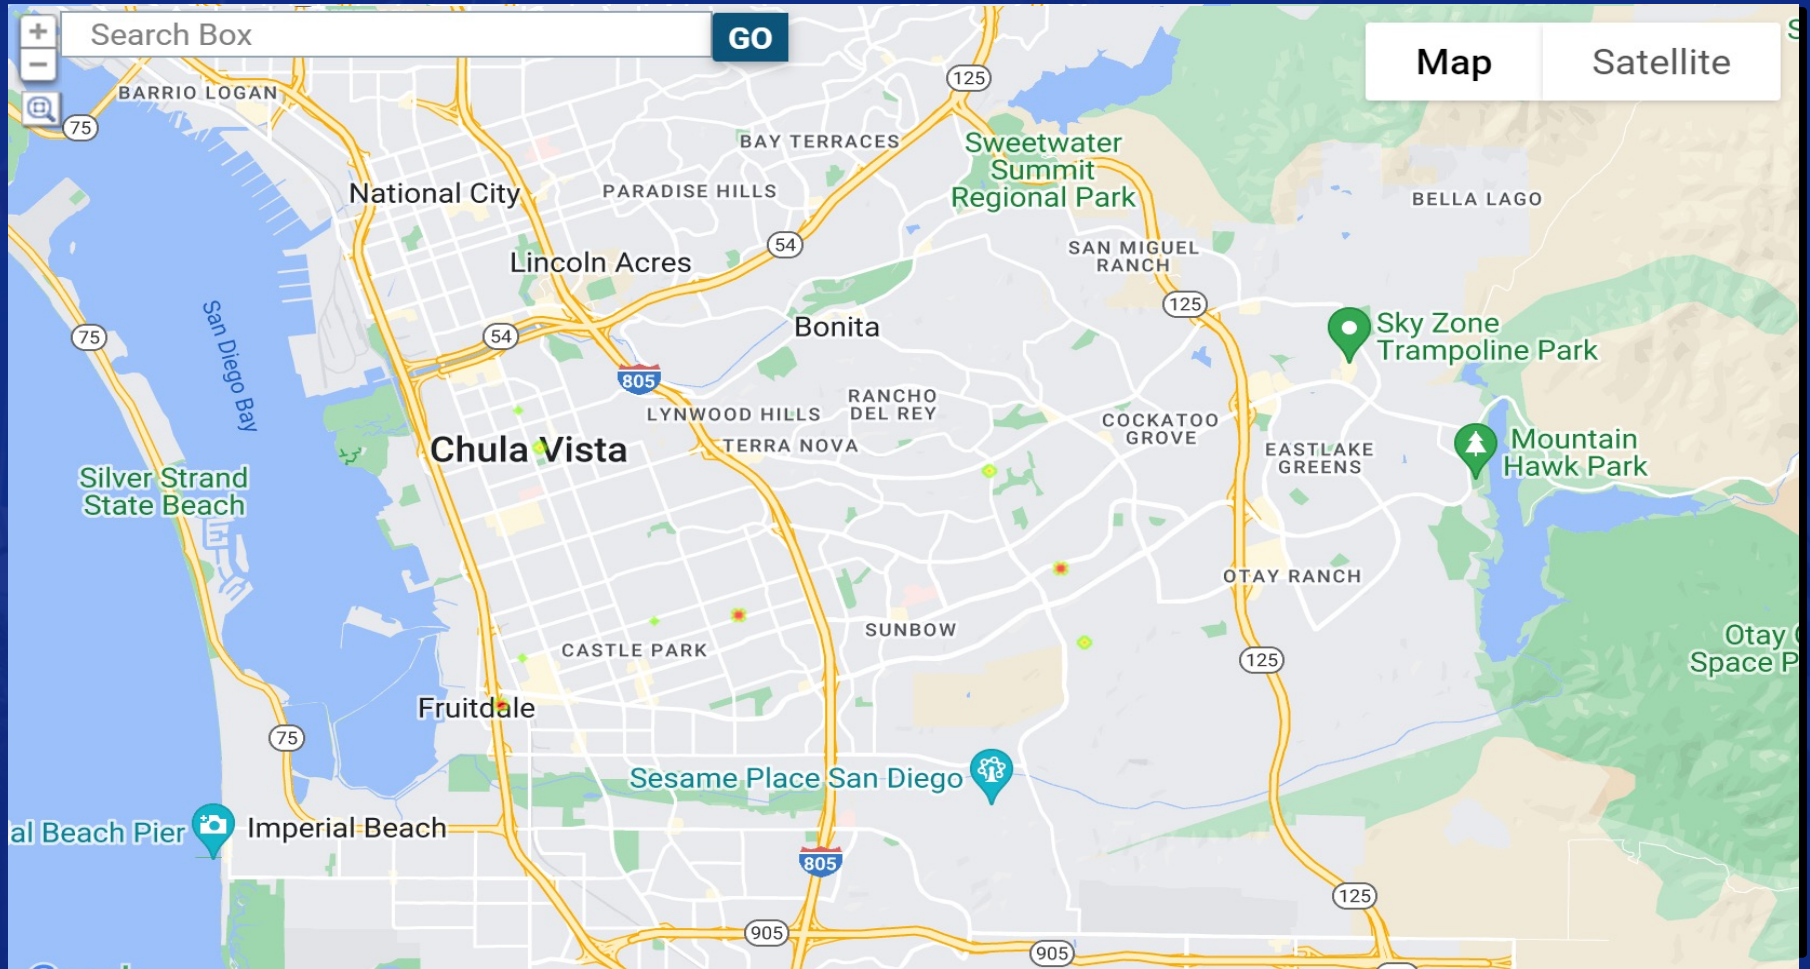 +
Search Box
GO
−
Map
Satellite
125
BARRIO LOGAN
75
BAY TERRACES
Sweetwater
Summit
Regional Park
National City
PARADISE HILLS
BELLA LAGO
54
SAN MIGUEL
RANCH
Lincoln Acres
125
San Diego Bay
75
54
Bonita
Sky Zone
Trampoline Park
805
RANCHO
DEL REY
LYNWOOD HILLS
TERRA NOVA
COCKATOO
GROVE
Chula Vista
EASTLAKE
GREENS
Mountain
Hawk Park
Silver Strand
State Beach
OTAY RANCH
SUNBOW
CASTLE PARK
Otay
Space P
125
Fruitdale
75
Sesame Place San Diego
al Beach Pier
Imperial Beach
805
125
905
905